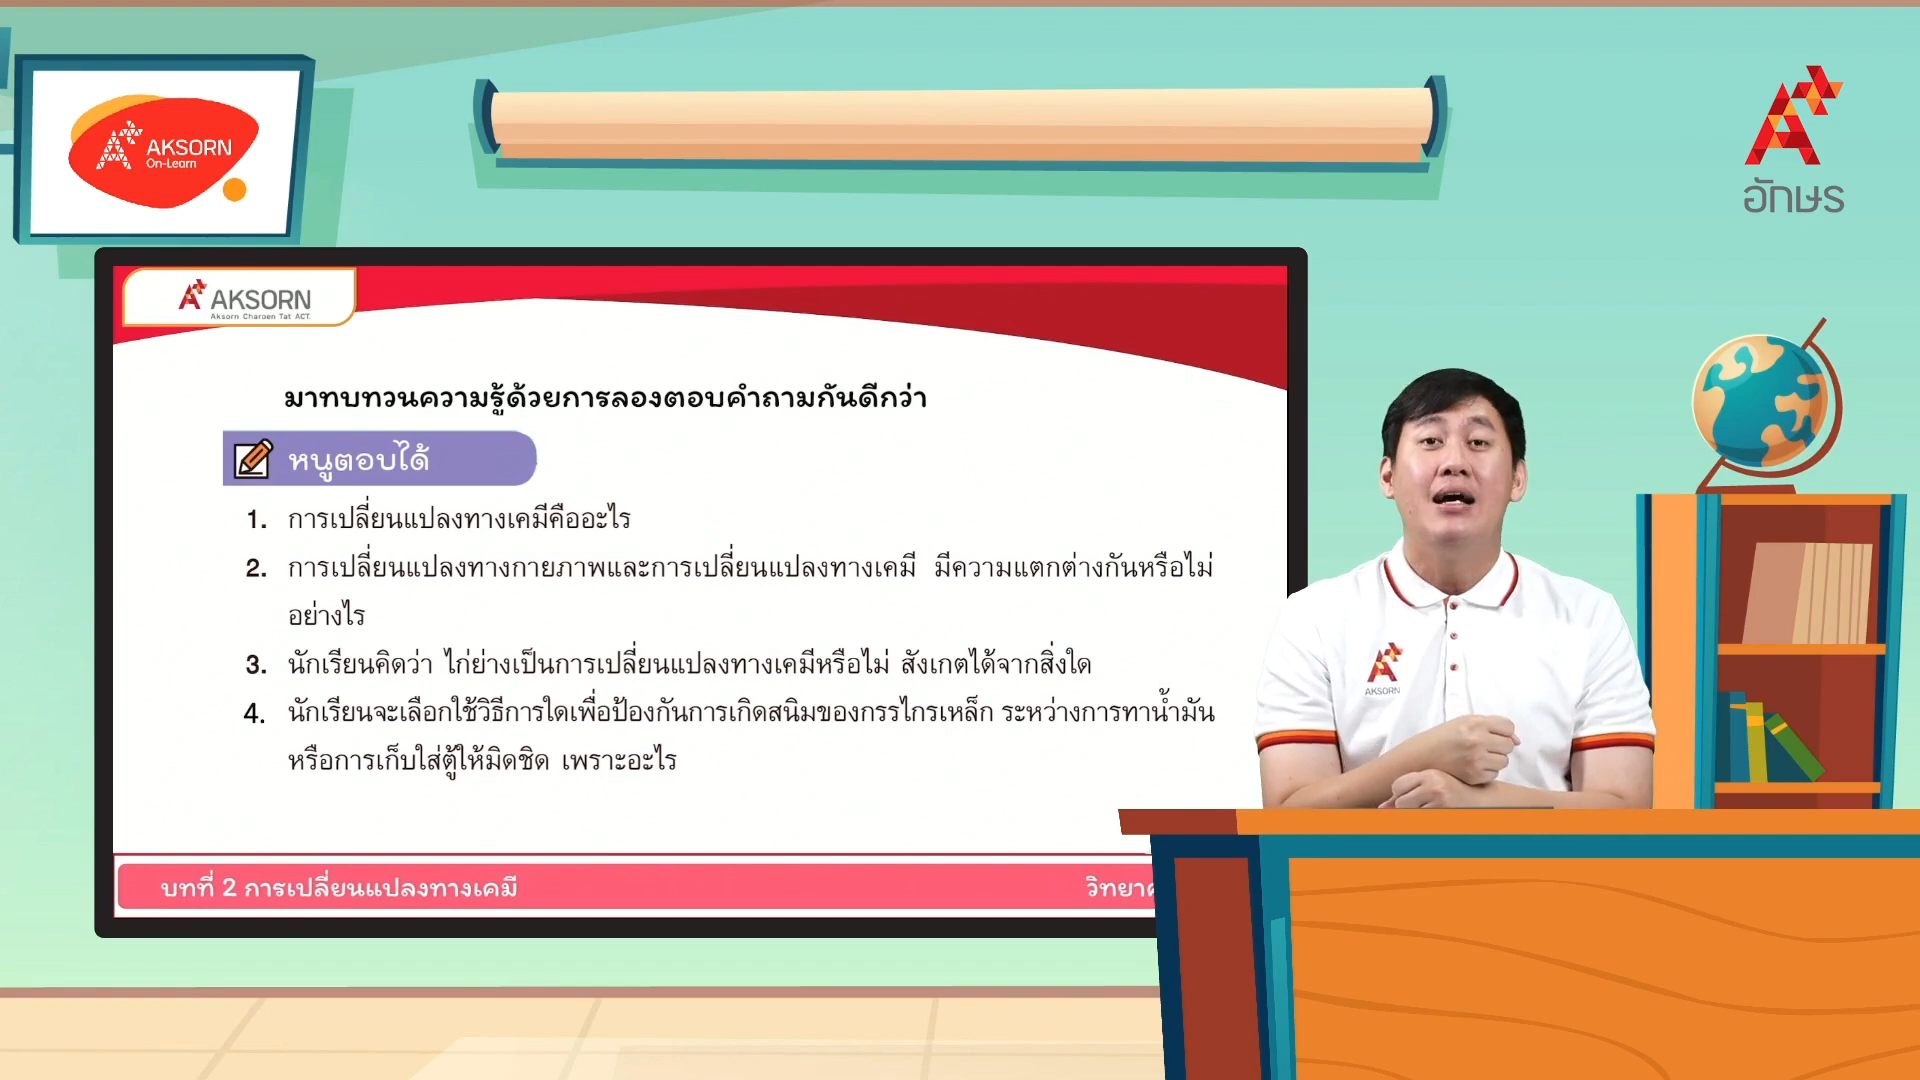 AKSORN
On-Learn
อักษร
AKSORN
Aksorn Charoen Tat ACT.
มาทบทวนความรู้ด้วยการลองตอบคำถามกันดีกว่า
หนูตอบได้
1. การเปลี่ยนแปลงทางเคมีคืออะไร
2. การเปลี่ยนแปลงทางกายภาพและการเปลี่ยนแปลงทางเคมี มีความแตกต่างกันหรือไม่
อย่างไร
3. นักเรียนคิดว่า ไก่ย่างเป็นการเปลี่ยนแปลงทางเคมีหรือไม่ สังเกตได้จากสิ่งใด
4. นักเรียนจะเลือกใช้วิธีการใดเพื่อป้องกันการเกิดสนิมของกรรไกรเหล็ก ระหว่างการทาน้ำมัน
หรือการเก็บใส่ตู้ให้มิดชิด เพราะอะไร
AKSORN
บทที่ 2 การเปลี่ยนแปลงทางเคมี